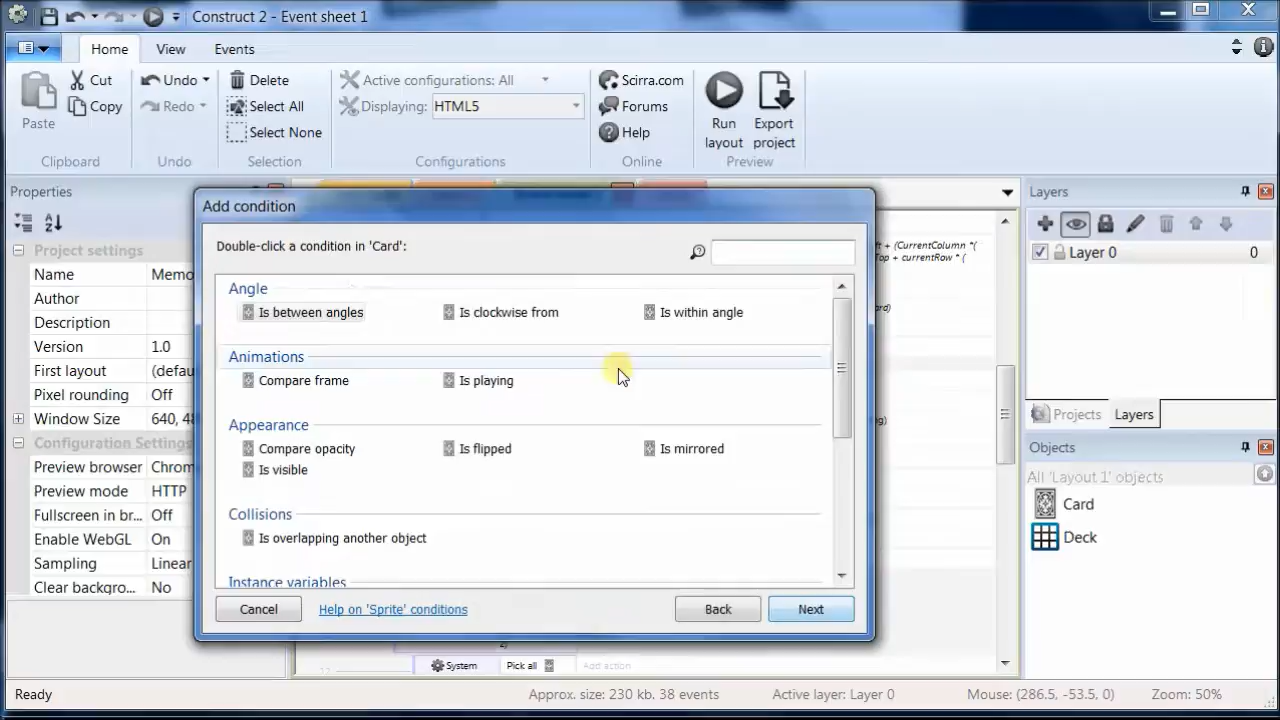 Construct 2 - Event sheet 1
Home View Events
Paste
Cut
Copy
Clipboard
Undo
Redo
Undo
Delete
Select All
Select None
Selection
Active configurations: All
Displaying: HTML5
Configurations
Scirra.com
Forums
Help
Online
Run layout
Export project
Preview
Properties
Project settings
Name Memo
Author
Description
Version 1.0
First layout (defau
Pixel rounding Off
Window Size 640, 48
Configuration Settings
Preview browser Chrom
Preview mode HTTP
Fullscreen in br... Off
Enable WebGL On
Sampling Linear
Clear backgro... No
Add condition
Double-click a condition in 'Card':
Angle
Is between angles Is clockwise from Is within angle
Animations
Compare frame Is playing
Appearance
Compare opacity Is flipped Is mirrored
Is visible
Collisions
Is overlapping another object
Instance variables
Cancel Help on 'Sprite' conditions Back Next
ft + (CurrentColumn *(
Top + currentRow * (
System Pick all Add action
Layers
Layer 0 0
Projects Layers
Objects
All 'Layout 1' objects
Card
Deck
Ready Approx. size: 230 kb. 38 events Active layer: Layer 0 Mouse: (286.5, -53.5, 0) Zoom: 50%